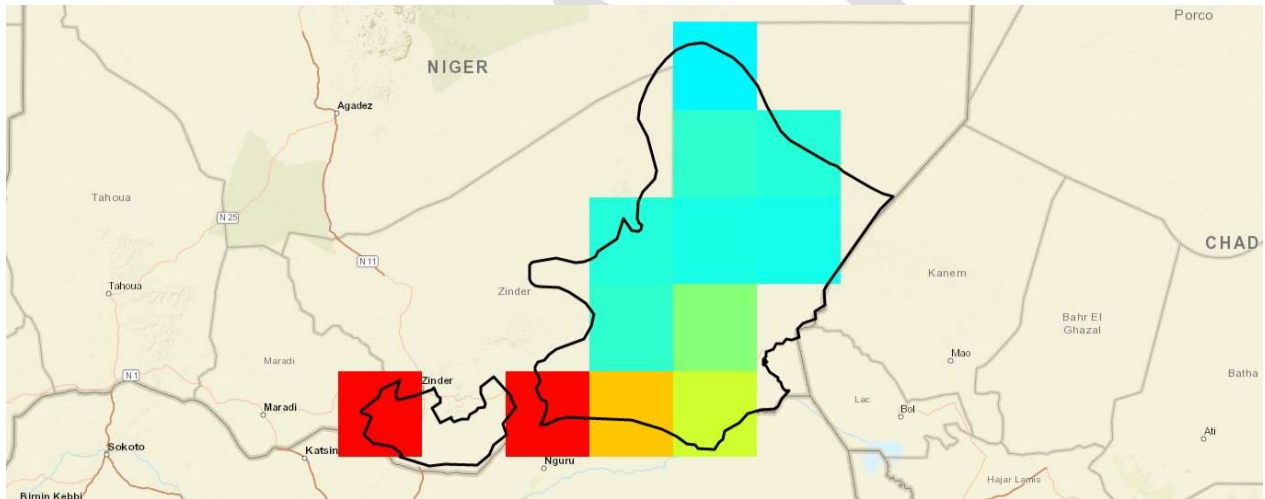 Porco
NIGER
Agadez
Tahoua
N 25
CHAD
N 11
Kanem
Tahoua
Zinder
Bahr El
Ghazal
Maradi
Mao
N 1
Zinder
Batha
Maradi
Lac
Bol
Ati
Sokoto
Katsin
Nguru
Hajar Lamis
Birnin Kebbi